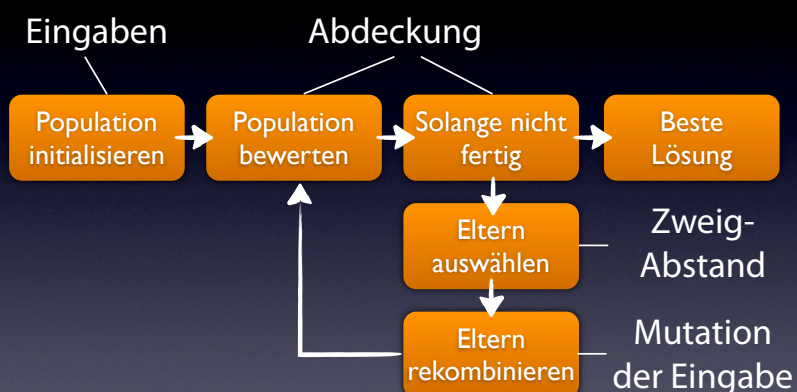 Eingaben
Abdeckung
Population
initialisieren
Population
bewerten
Solange nicht
fertig
Beste
Lösung
Eltern
auswählen
Zweig-
Abstand
Eltern
rekombinieren
Mutation
der Eingabe